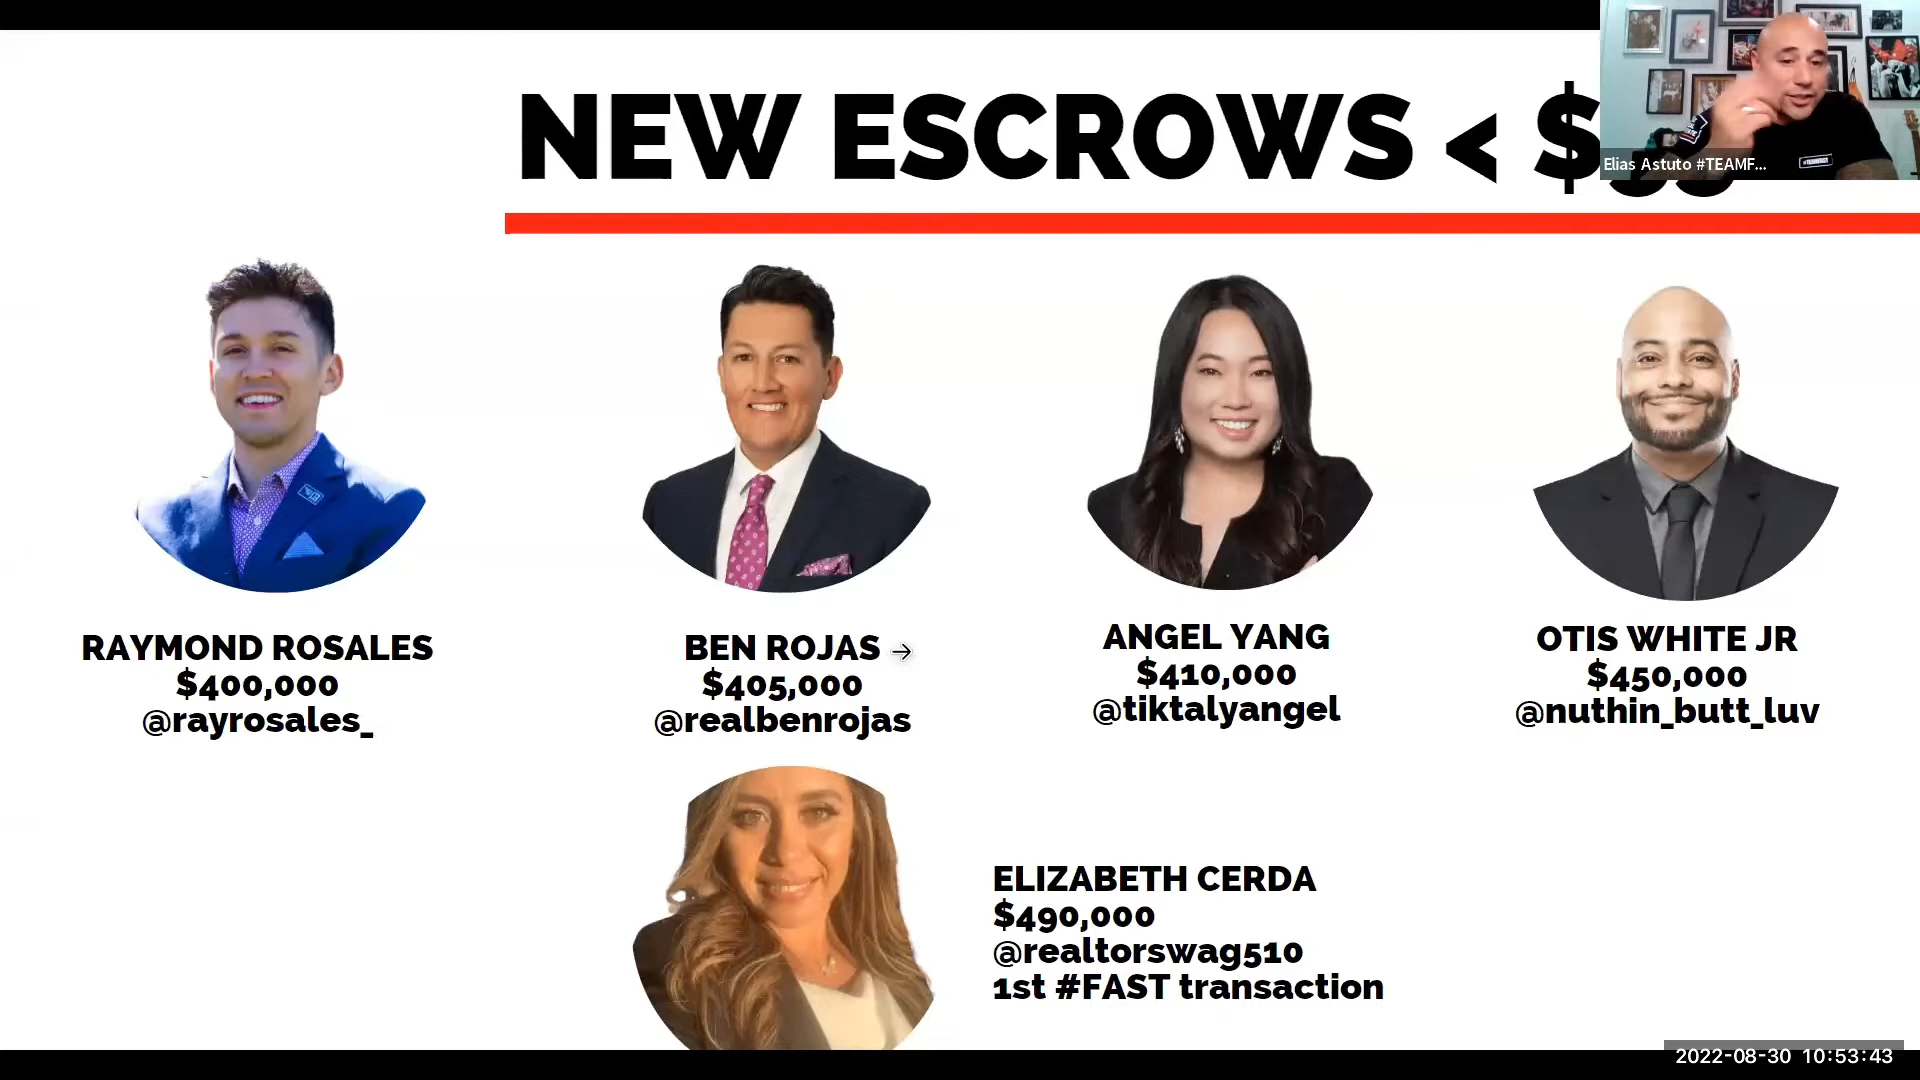 NEW ESCROWS < $
Elias Astuto #TEAMF...
RAYMOND ROSALES
$400,000
@rayrosales_
BEN ROJAS →
$405,000
@realbenrojas
ANGEL YANG
$410,000
@tiktalyangel
OTIS WHITE JR
$450,000
@nuthin_butt_luv
ELIZABETH CERDA
$490,000
@realtorswag510
1st #FAST transaction
2022-08-30 10:53:43